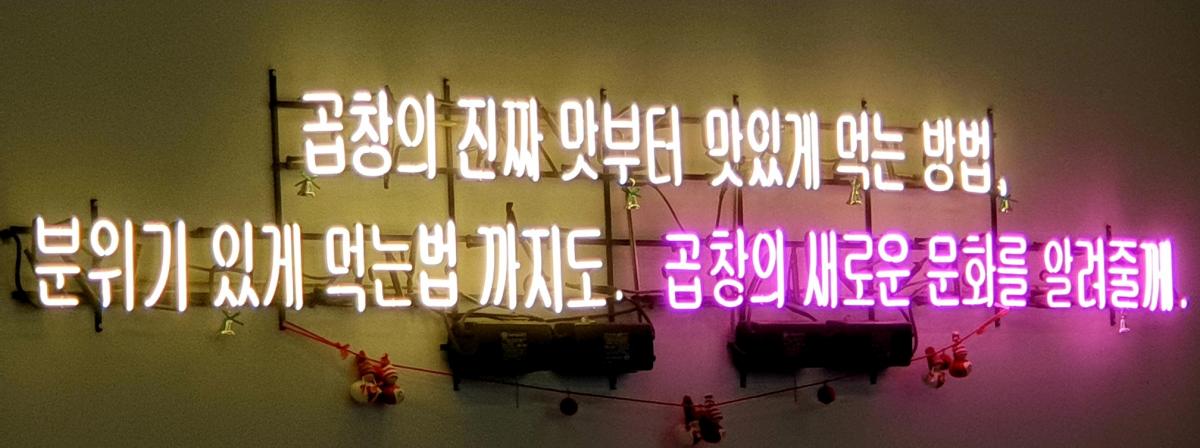 곱창의 진짜 맛부터 맛있게 먹는 방법,
분위기 있게 먹는법 까지도. 곱창의 새로운 문화를 알려줄께.